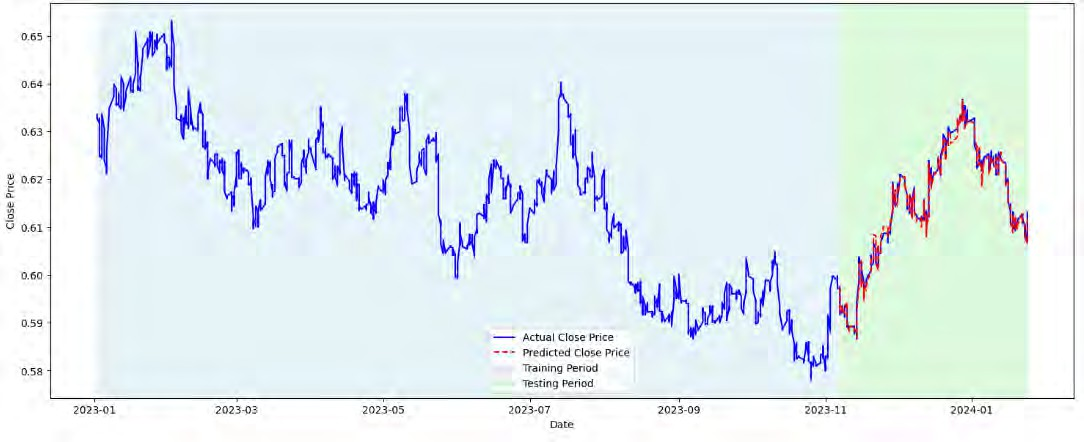 0.65
0.64
0.63
0.62
0.61
0.60
0.59
0.58
Close Price
Actual Close Price
Predicted Close Price
Training Period
Testing Period
2023-01 2023-03 2023-05 2023-07 2023-09 2023-11 2024-01
Date